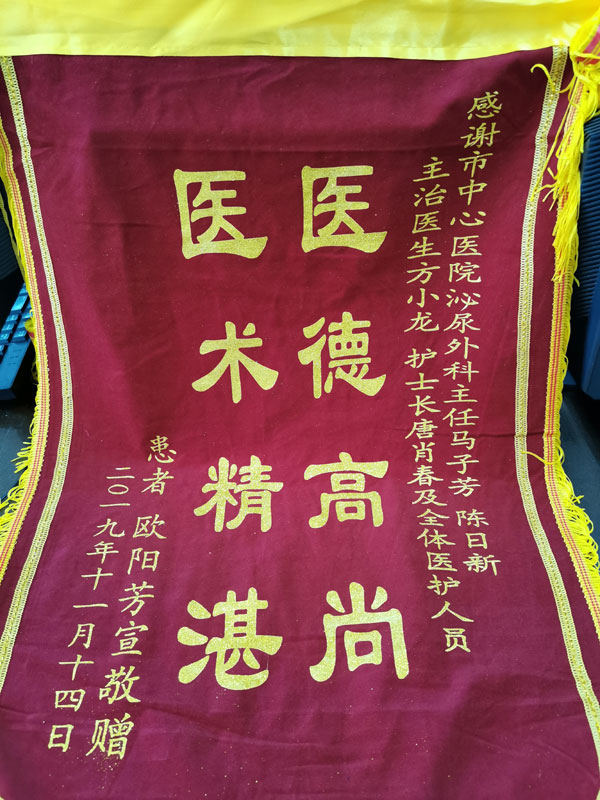 感谢市中心医院泌尿外科主任马子芳 陈日新
主治医生方小龙 护士长唐肖春及全体医护人员
医德高尚
医术精湛
患者 欧阳芳宣敬赠
二〇一九年十一月十四日